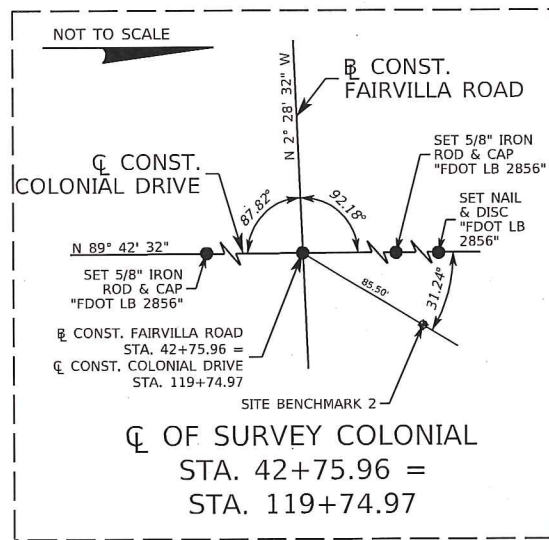 NOT TO SCALE
N 2° 28' 32" W
℄ CONST.
COLONIAL DRIVE
ḆL CONST.
FAIRVILLA ROAD
SET 5/8" IRON
ROD & CAP
"FDOT LB 2856"
SET NAIL
& DISC
"FDOT LB
2856"
87.82°
92.18°
N 89° 42' 32"
SET 5/8" IRON
ROD & CAP
"FDOT LB 2856"
85.50'
31.24°
BL CONST. FAIRVILLA ROAD
STA. 42+75.96 =
℄ CONST. COLONIAL DRIVE
STA. 119+74.97
SITE BENCHMARK 2
℄ OF SURVEY COLONIAL
STA. 42+75.96 =
STA. 119+74.97